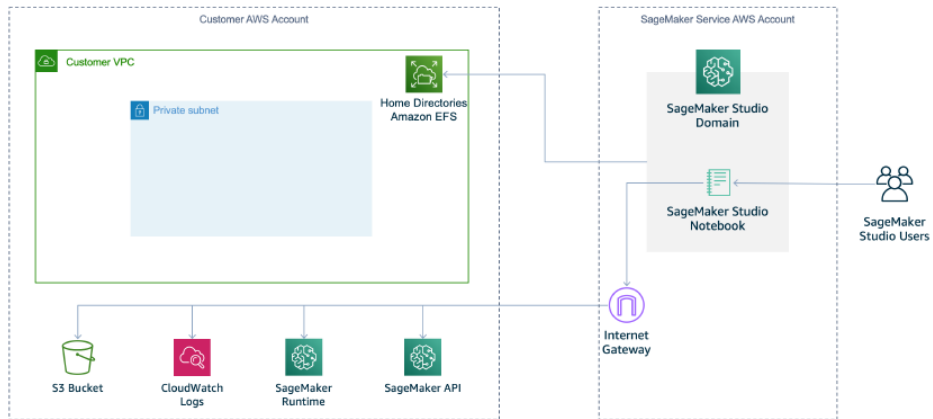 Customer AWS Account
SageMaker Service AWS Account
Customer VPC
Home Directories
Amazon EFS
Private subnet
SageMaker Studio
Domain
SageMaker Studio
Notebook
SageMaker
Studio Users
Internet
Gateway
S3 Bucket
CloudWatch
Logs
SageMaker
Runtime
SageMaker API